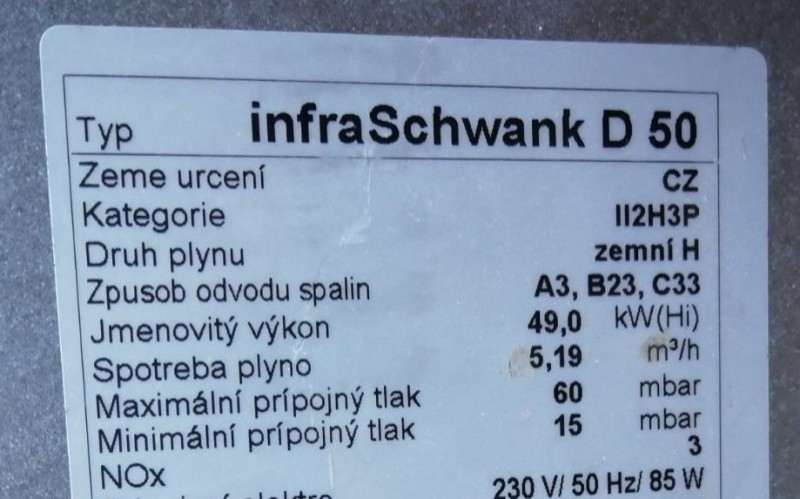 Typ infraSchwank D 50
Zeme urcení CZ
Kategorie II2H3P
Druh plynu zemní H
Zpusob odvodu spalin A3, B23, C33
Jmenovitý výkon 49,0 kW(Hi)
Spotreba plyno 5,19 m³/h
Maximální prípojný tlak 60 mbar
Minimální prípojný tlak 15 mbar
NOx 3
230 V/ 50 Hz/ 85 W